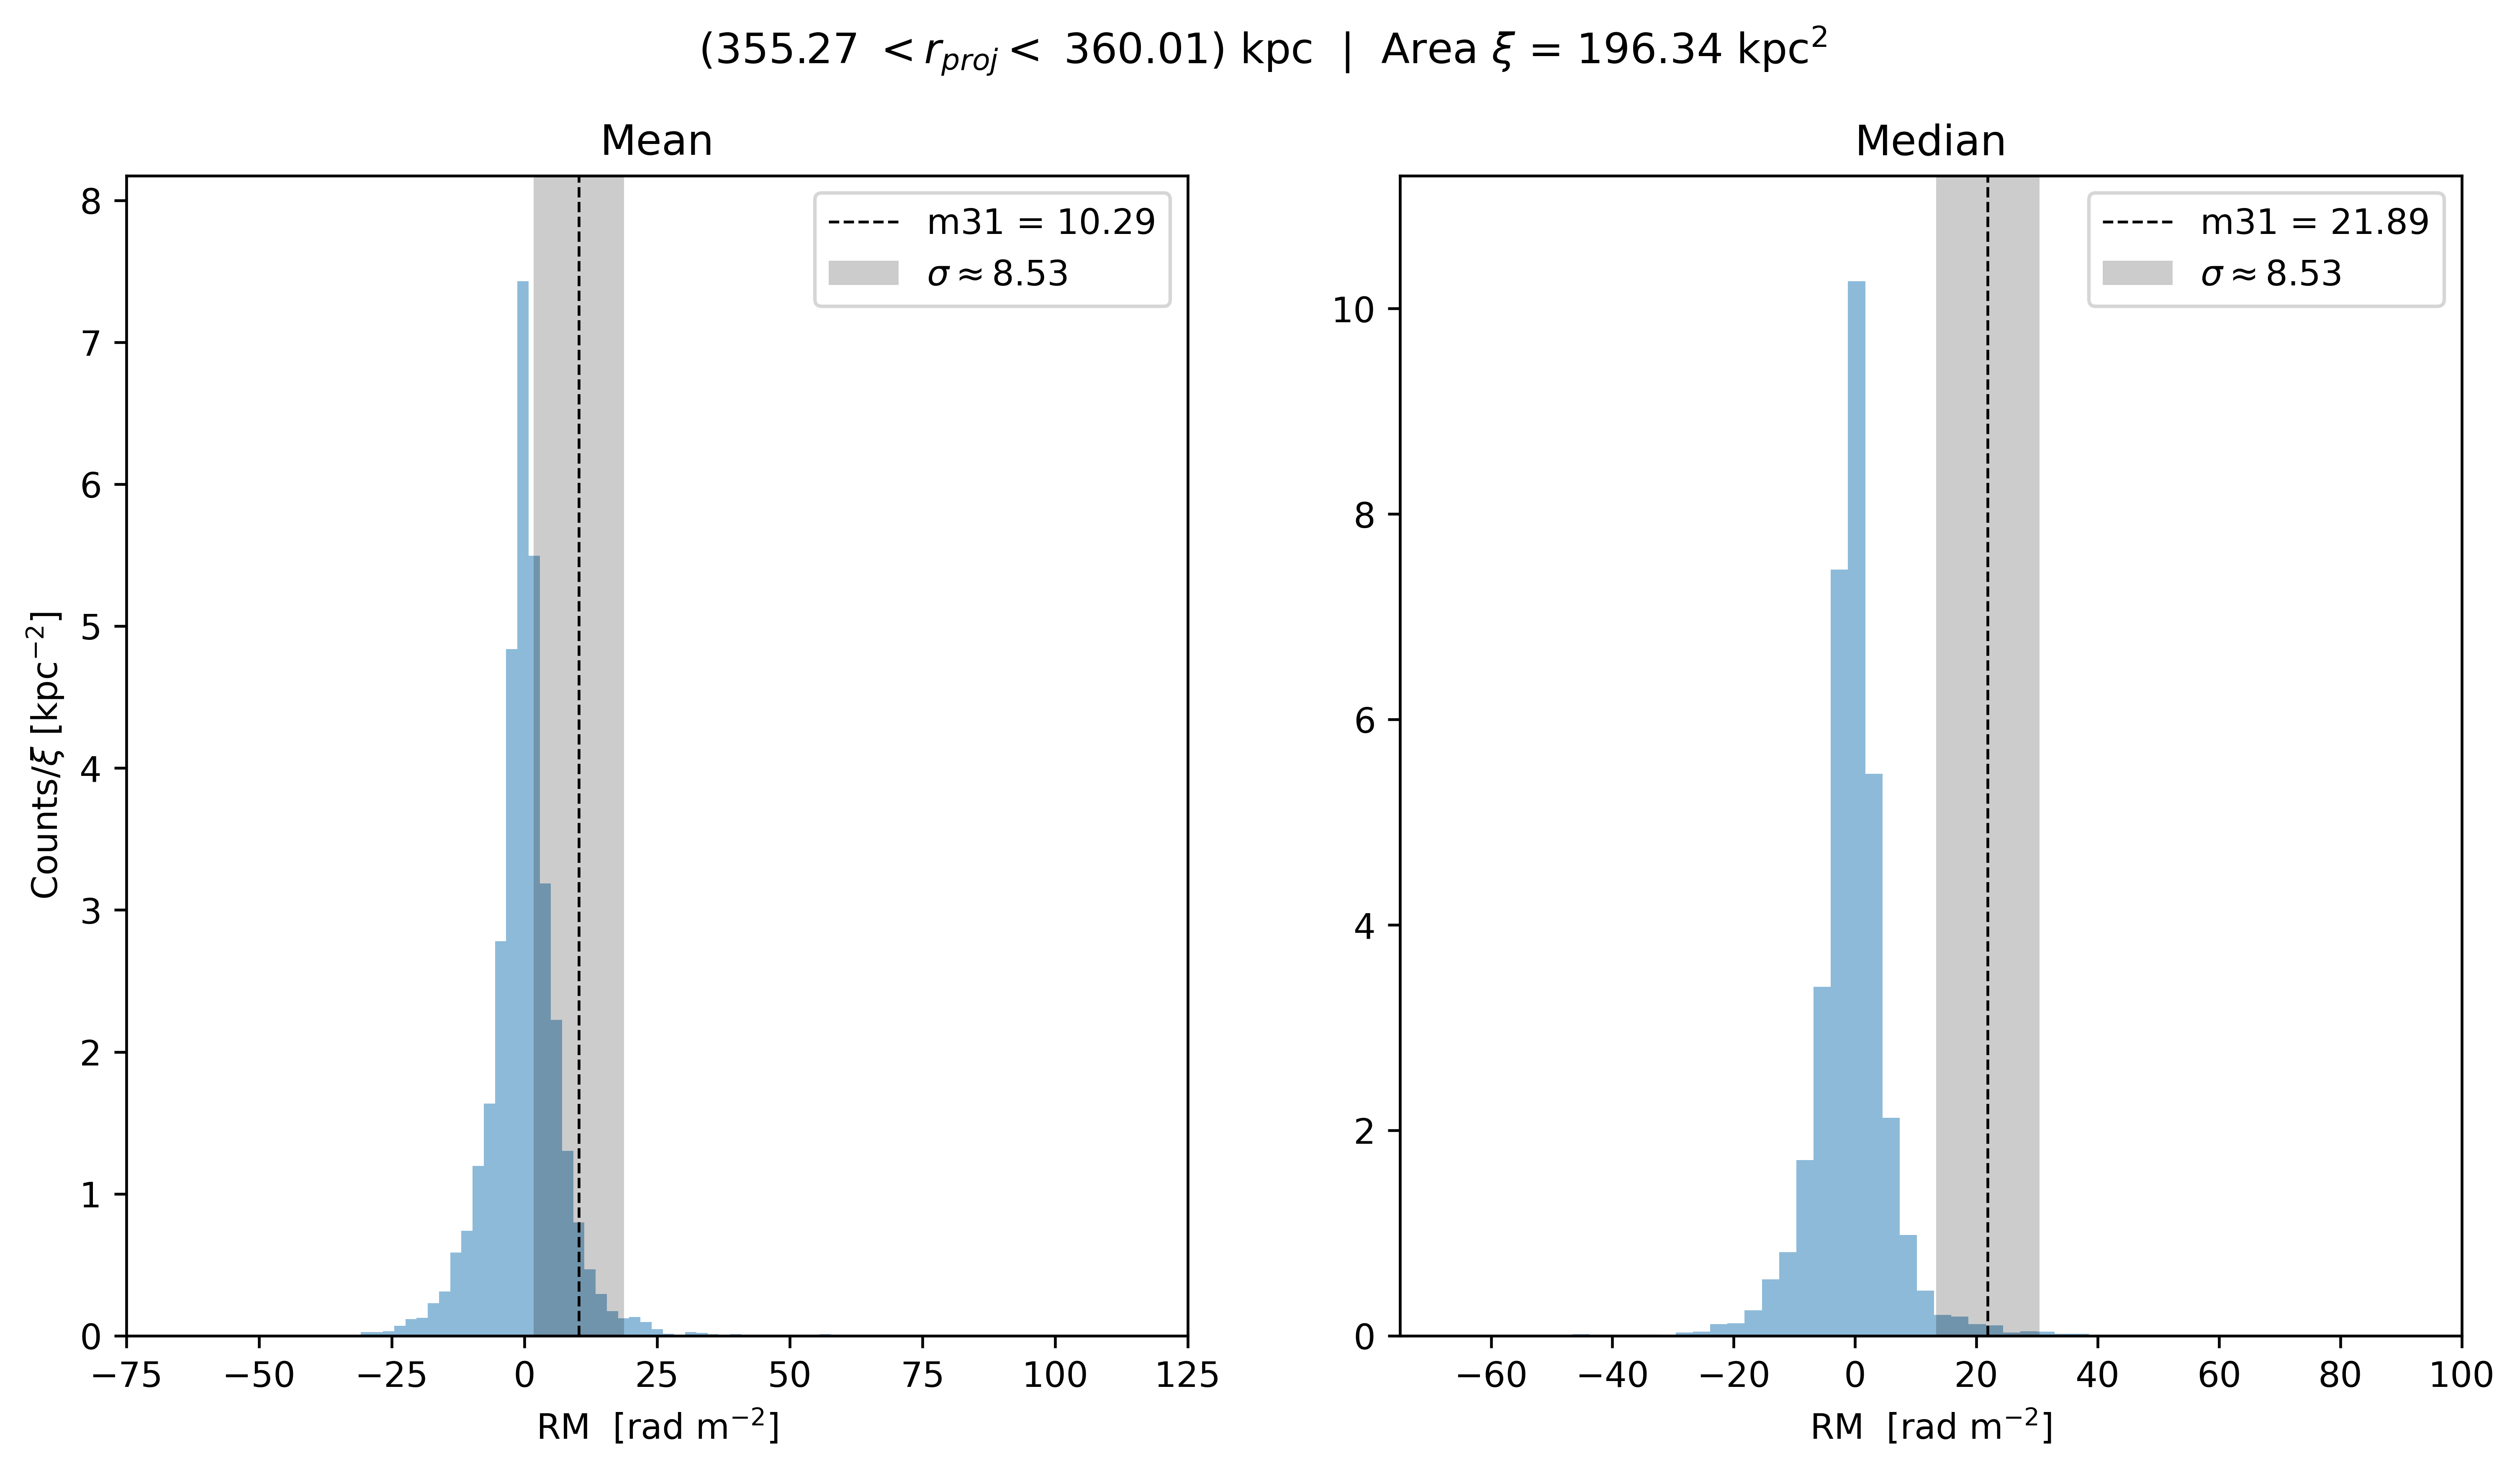 (355.27 < r_proj < 360.01) kpc | Area ξ = 196.34 kpc²
Mean
m31 = 10.29
σ ≈ 8.53
Counts/ξ [kpc⁻²]
8
7
6
5
4
3
2
1
0
−75 −50 −25 0 25 50 75 100 125
RM [rad m⁻²]
Median
m31 = 21.89
σ ≈ 8.53
10
8
6
4
2
0
−60 −40 −20 0 20 40 60 80 100
RM [rad m⁻²]